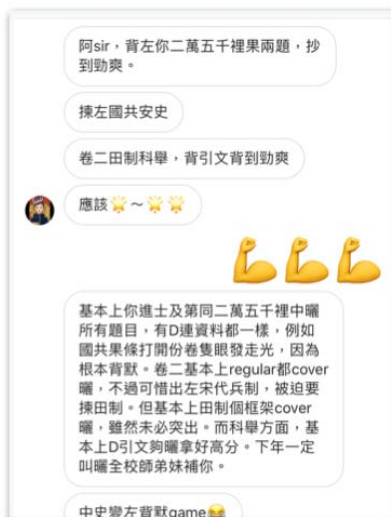 阿sir，背左你二萬五千裡果兩題，抄
到勁爽。
揀左國共安史
卷二田制科舉，背引文背到勁爽
應該🌟～🌟🌟
💪💪💪
基本上你進士及第同二萬五千裡中曬
所有題目，有D連資料都一樣，例如
國共果條打開份卷隻眼發光，因為
根本背默。卷二基本上regular都cover
曬，不過可惜出左宋代兵制，被迫要
揀田制。但基本上田制個框架cover
曬，雖然未必突出。而科舉方面，基
本上D引文夠曬拿好高分。下年一定
叫曬全校師弟妹補你。
中史變左背默game😂